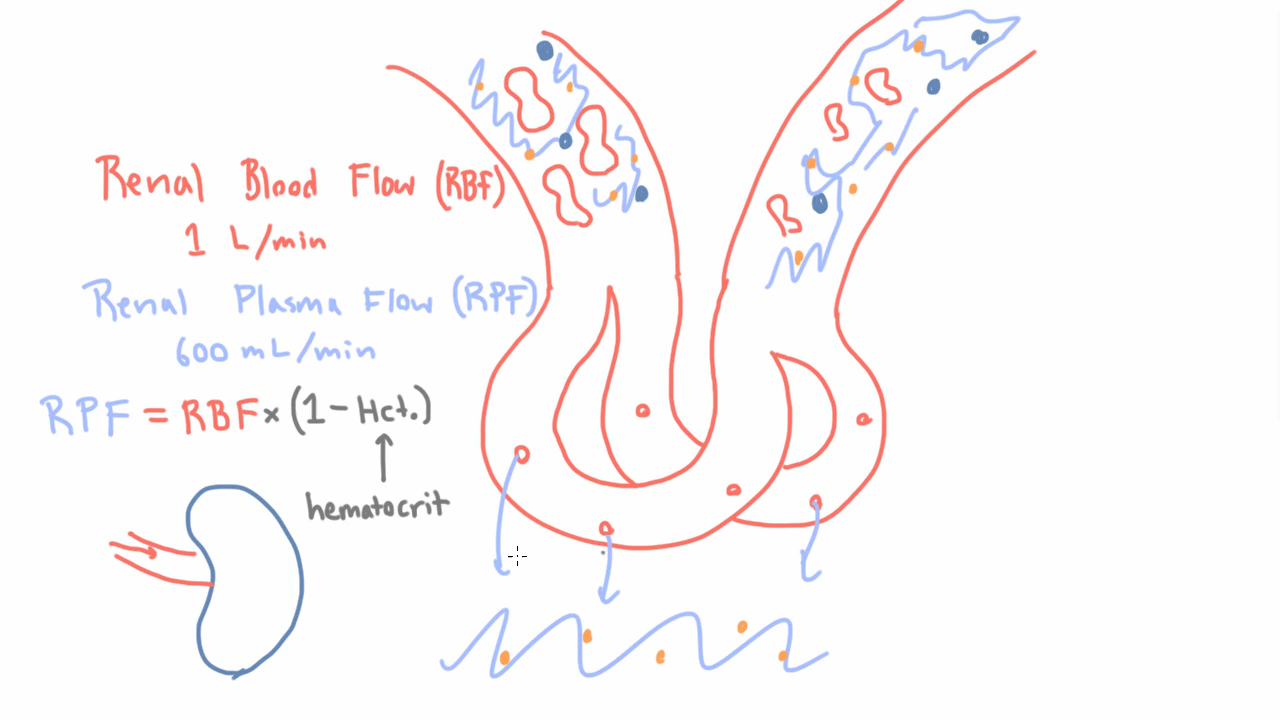 Renal Blood Flow (RBf)
1 L/min
Renal Plasma Flow (RPF)
600 mL/min
RPF = RBF × (1 - Hct.)
hematocrit